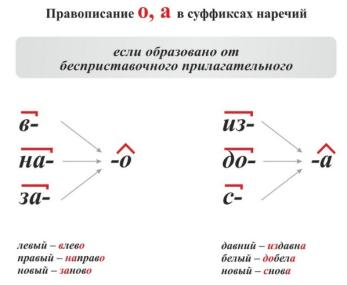 Правописание о, а в суффиксах наречий
если образовано от
бесприставочного прилагательного
в-
на-
за-
-о
из-
до-
с-
-а
левый – влево
правый – направо
новый – заново
давний – издавна
белый – добела
новый – снова